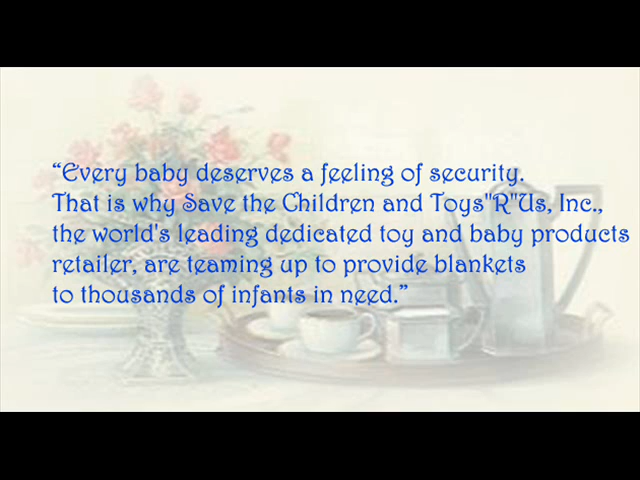 “Every baby deserves a feeling of security.
That is why Save the Children and Toys"R"Us, Inc.,
the world's leading dedicated toy and baby products
retailer, are teaming up to provide blankets
to thousands of infants in need.”